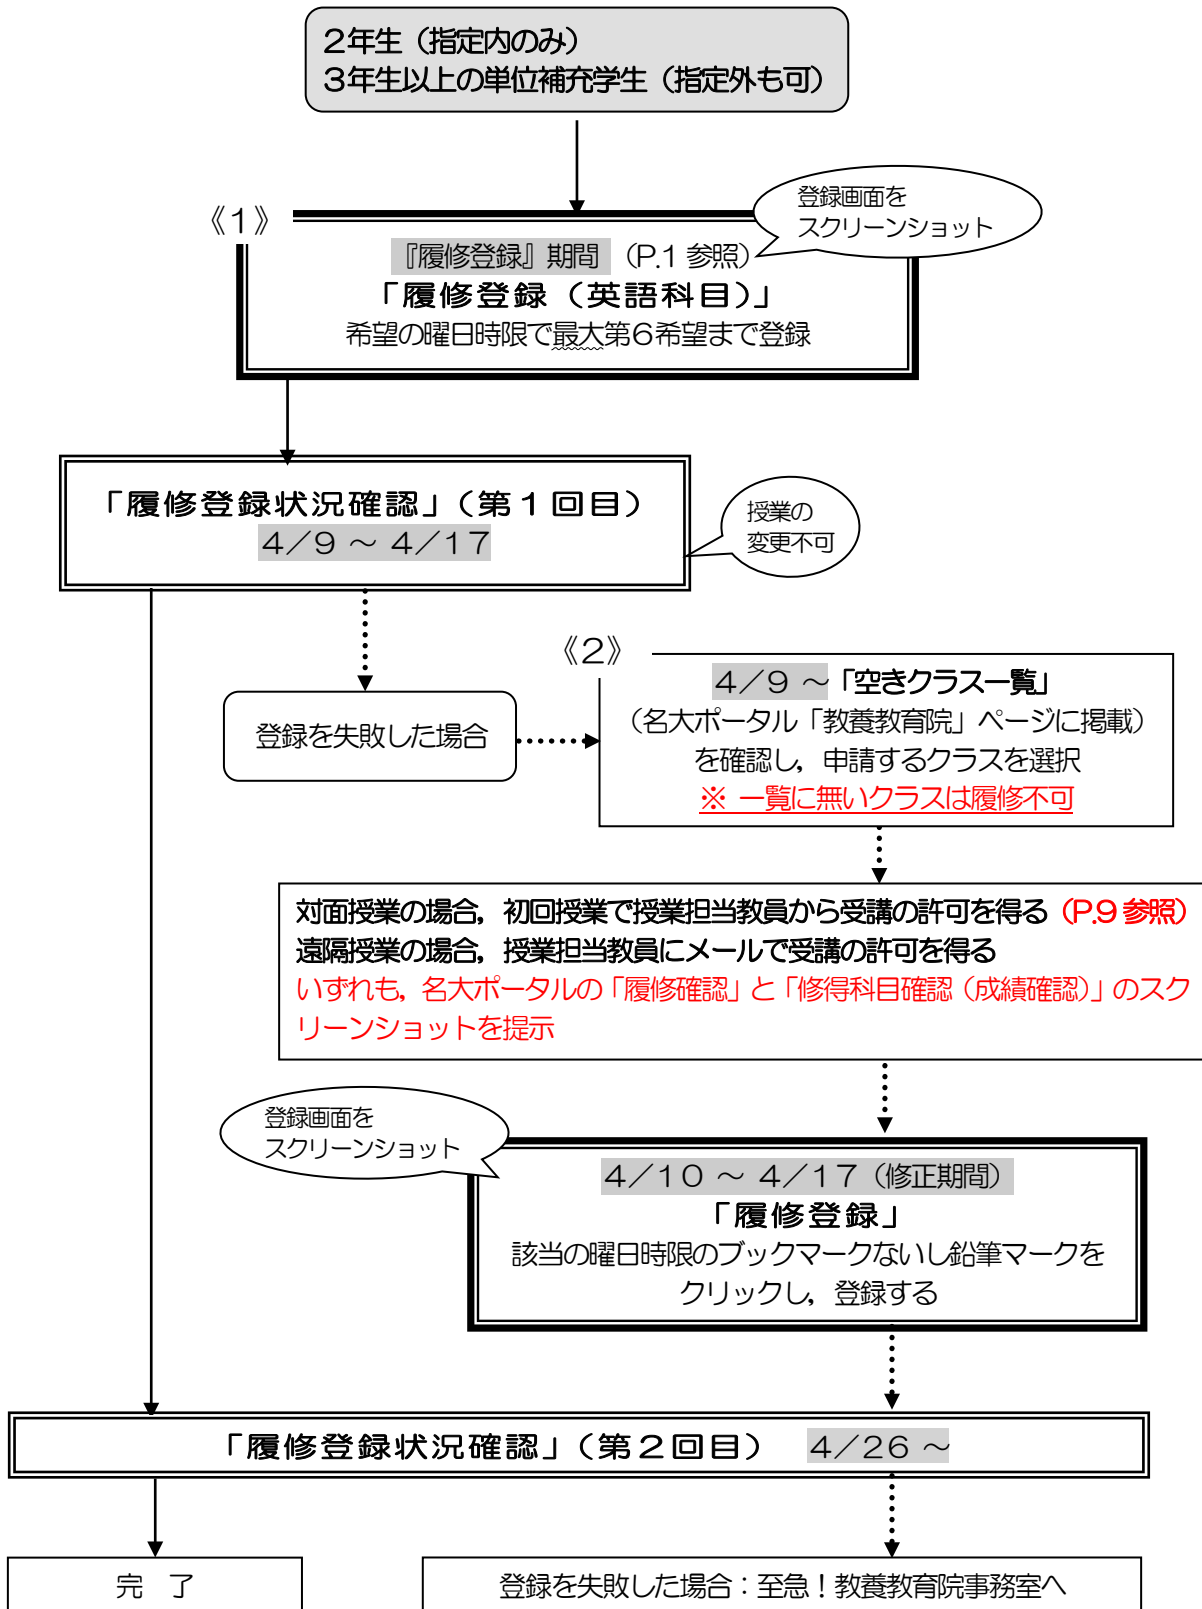 ２年生（指定内のみ）
３年生以上の単位補充学生（指定外も可）
登録画面を
スクリーンショット
《１》
『履修登録』期間 （P.1 参照）
「履修登録（英語科目）」
希望の曜日時限で最大第６希望まで登録
「履修登録状況確認」（第１回目）
４／９ ～ ４／１７
授業の
変更不可
《２》
４／９ ～「空きクラス一覧」
（名大ポータル「教養教育院」ページに掲載）
を確認し，申請するクラスを選択
※ 一覧に無いクラスは履修不可
登録を失敗した場合
対面授業の場合，初回授業で授業担当教員から受講の許可を得る（P.9 参照）
遠隔授業の場合，授業担当教員にメールで受講の許可を得る
いずれも，名大ポータルの「履修確認」と「修得科目確認（成績確認）」のスク
リーンショットを提示
登録画面を
スクリーンショット
４／１０ ～ ４／１７（修正期間）
「履修登録」
該当の曜日時限のブックマークないし鉛筆マークを
クリックし，登録する
「履修登録状況確認」（第２回目） ４／２６ ～
完 了
登録を失敗した場合：至急！教養教育院事務室へ